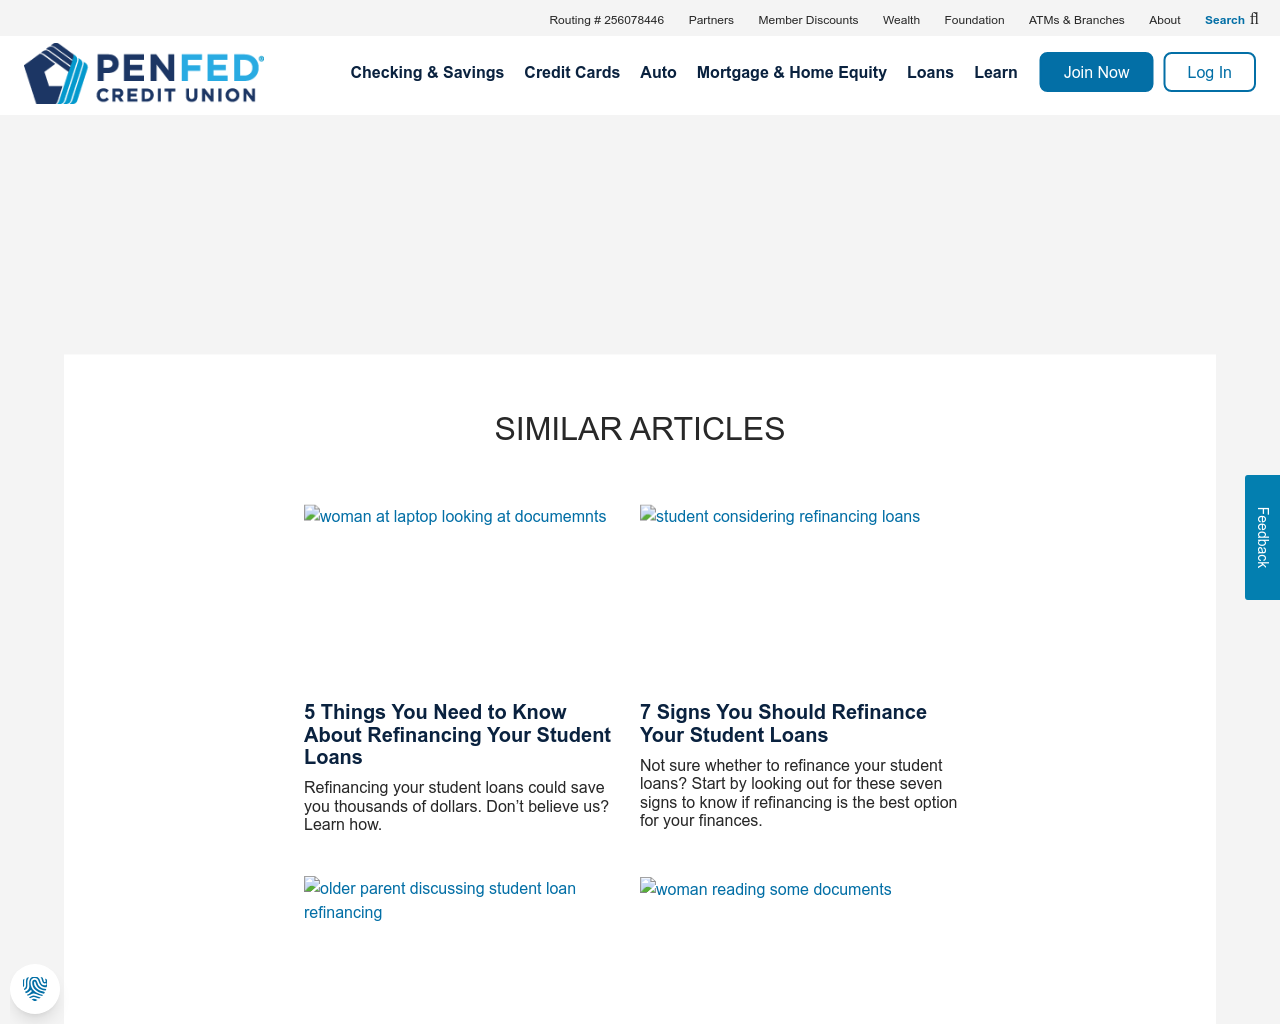 Routing # 256078446 Partners Member Discounts Wealth Foundation ATMs & Branches About Search
PENFED®
CREDIT UNION
Checking & Savings Credit Cards Auto Mortgage & Home Equity Loans Learn Join Now Log In
SIMILAR ARTICLES
woman at laptop looking at documemnts
student considering refinancing loans
Feedback
5 Things You Need to Know
About Refinancing Your Student
Loans
Refinancing your student loans could save
you thousands of dollars. Don’t believe us?
Learn how.
7 Signs You Should Refinance
Your Student Loans
Not sure whether to refinance your student
loans? Start by looking out for these seven
signs to know if refinancing is the best option
for your finances.
older parent discussing student loan
refinancing
woman reading some documents